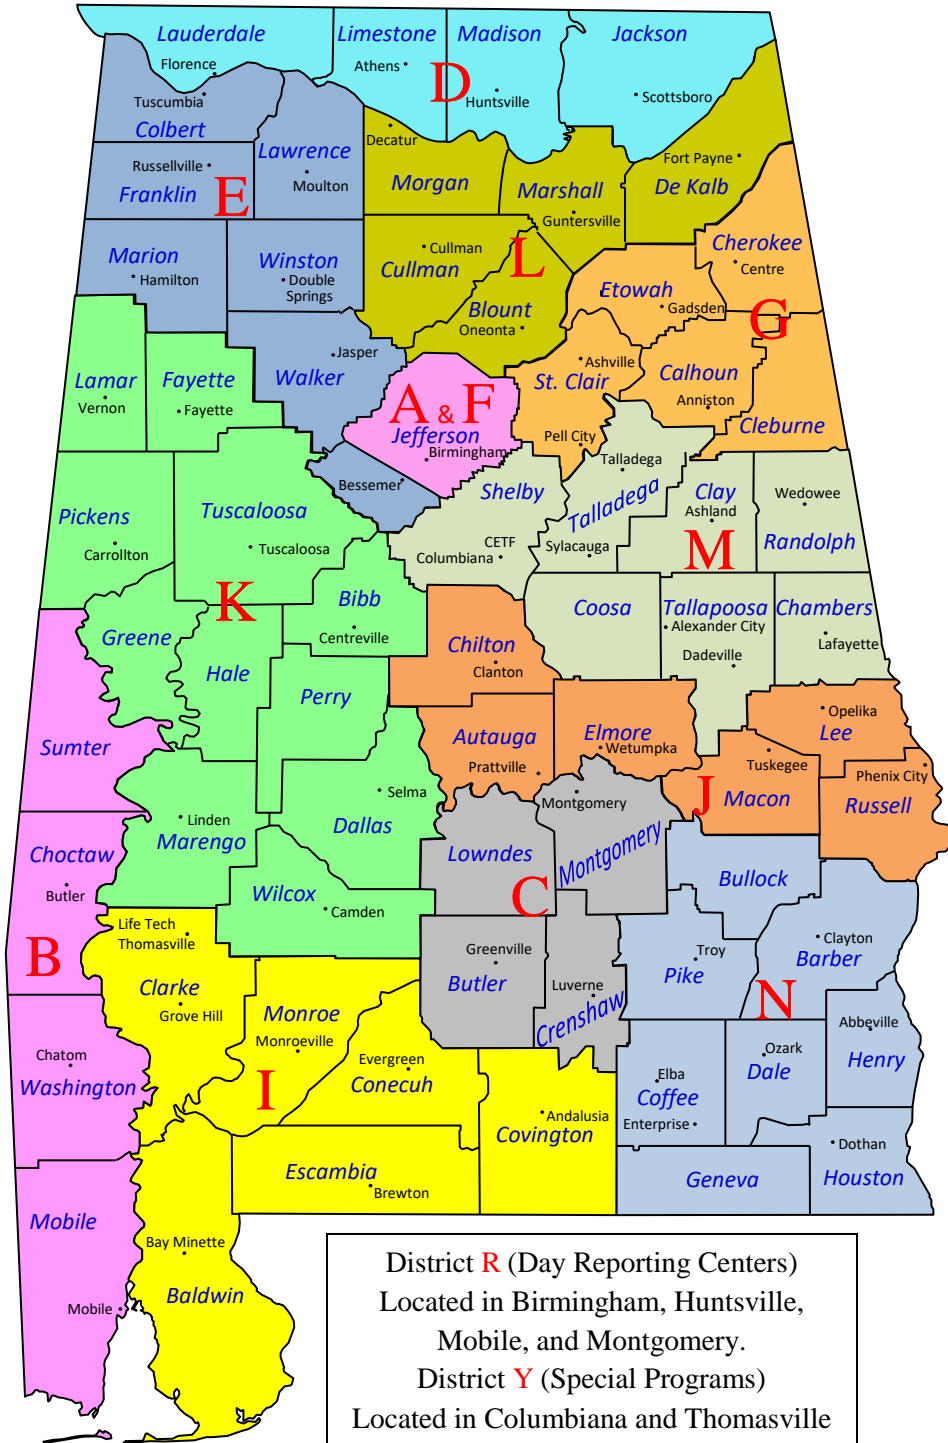 Lauderdale
Limestone
Madison
Jackson
Florence
Athens
D
Huntsville
Scottsboro
Tuscumbia
Colbert
Decatur
Lawrence
Russellville
Moulton
Franklin
E
Morgan
Marshall
Guntersville
Fort Payne
De Kalb
Marion
Hamilton
Winston
Double
Springs
Cullman
Cullman
L
Blount
Oneonta
Cherokee
Centre
Etowah
Gadsden
G
Lamar
Vernon
Fayette
Fayette
Jasper
Walker
A & F
Jefferson
Birmingham
Ashville
St. Clair
Pell City
Calhoun
Anniston
Cleburne
Bessemer
Shelby
CETF
Columbiana
Talladega
Talladega
Sylacauga
Clay
Ashland
M
Wedowee
Randolph
Pickens
Carrollton
Tuscaloosa
Tuscaloosa
K
Bibb
Centreville
Greene
Hale
Perry
Chilton
Clanton
Coosa
Tallapoosa
Alexander City
Dadeville
Chambers
Lafayette
Sumter
Autauga
Prattville
Elmore
Wetumpka
Opelika
Lee
Tuskegee
Phenix City
J
Macon
Russell
Linden
Marengo
Selma
Dallas
Montgomery
Montgomery
Lowndes
C
Choctaw
Butler
B
Wilcox
Camden
Bullock
Life Tech
Thomasville
Clarke
Grove Hill
Greenville
Butler
Luverne
Crenshaw
Troy
Pike
Clayton
Barber
N
Abbeville
Henry
Monroe
Monroeville
I
Evergreen
Conecuh
Chatom
Washington
Andalusia
Covington
Elba
Coffee
Enterprise
Ozark
Dale
Dothan
Houston
Geneva
Escambia
Brewton
Mobile
Mobile
Bay Minette
Baldwin
District R (Day Reporting Centers)
Located in Birmingham, Huntsville,
Mobile, and Montgomery.
District Y (Special Programs)
Located in Columbiana and Thomasville